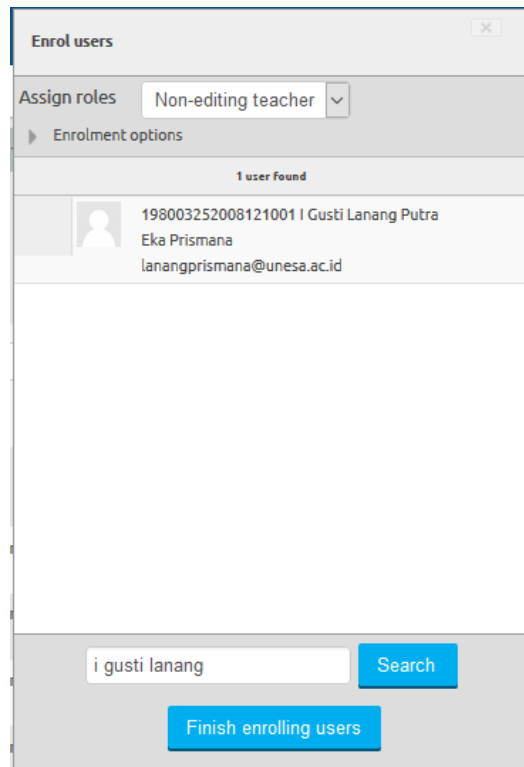 Enrol users
Assign roles Non-editing teacher
Enrolment options
1 user found
198003252008121001 I Gusti Lanang Putra
Eka Prismana
lanangprismana@unesa.ac.id
i gusti lanang Search
Finish enrolling users